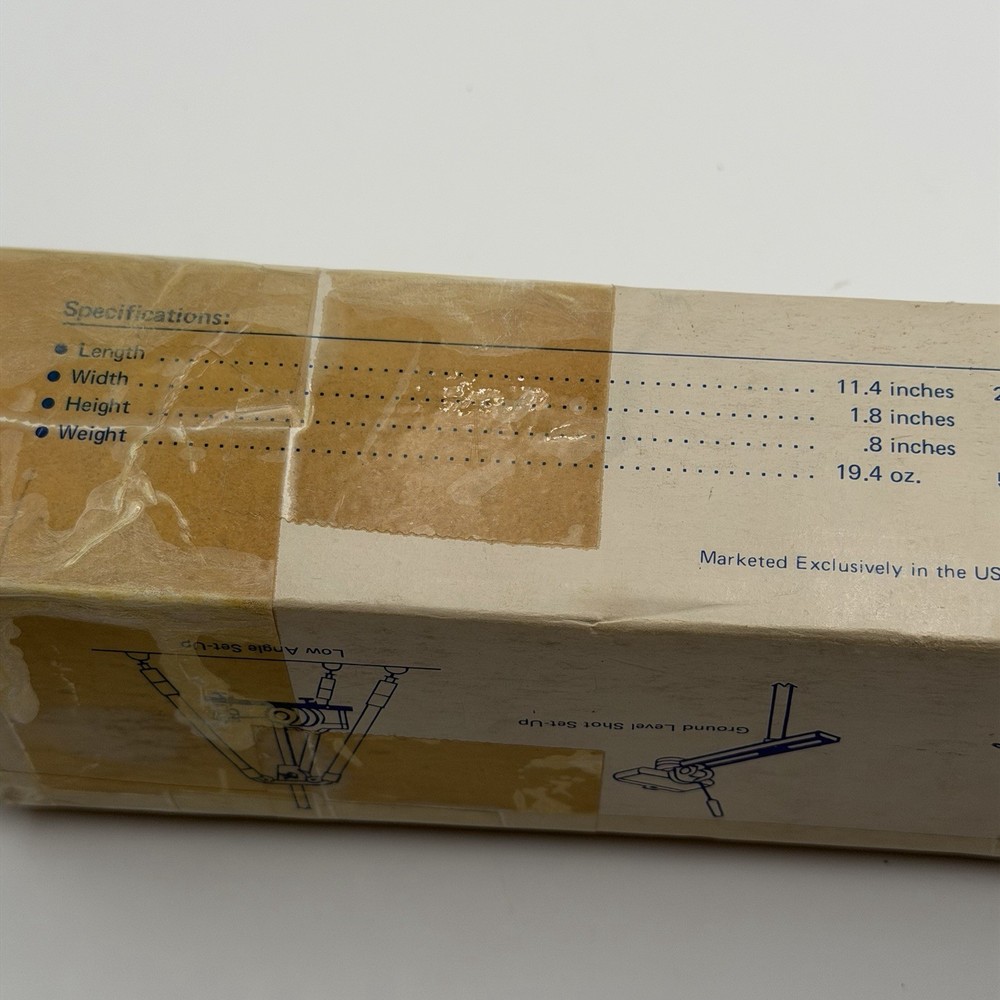 Specifications:
• Length .......... 11.4 inches 2
• Width .......... 1.8 inches
• Height .......... .8 inches
• Weight .......... 19.4 oz.
Marketed Exclusively in the US
Low Angle Set-Up
Ground Level Shot Set-Up